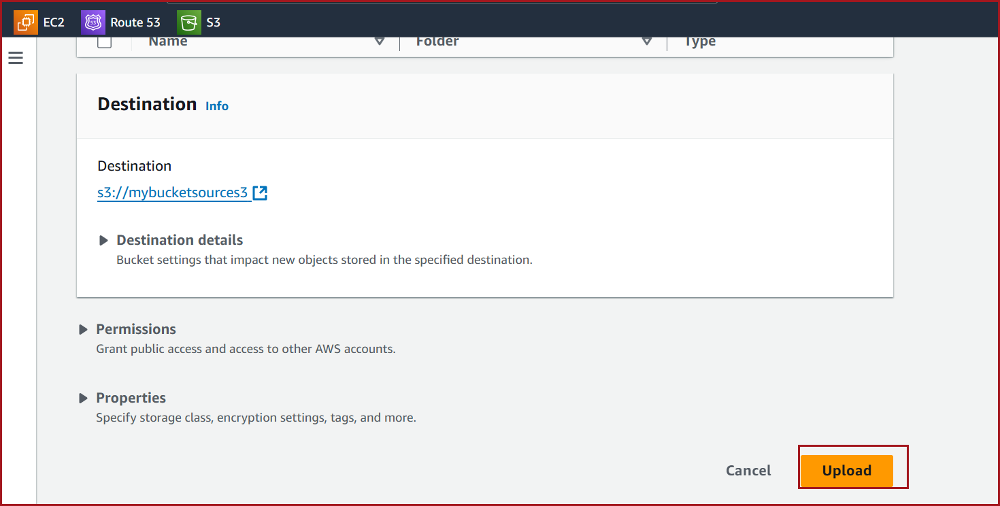 EC2 Route 53 S3
Name Folder Type
Destination Info
Destination
s3://mybucketsources3
Destination details
Bucket settings that impact new objects stored in the specified destination.
Permissions
Grant public access and access to other AWS accounts.
Properties
Specify storage class, encryption settings, tags, and more.
Cancel Upload